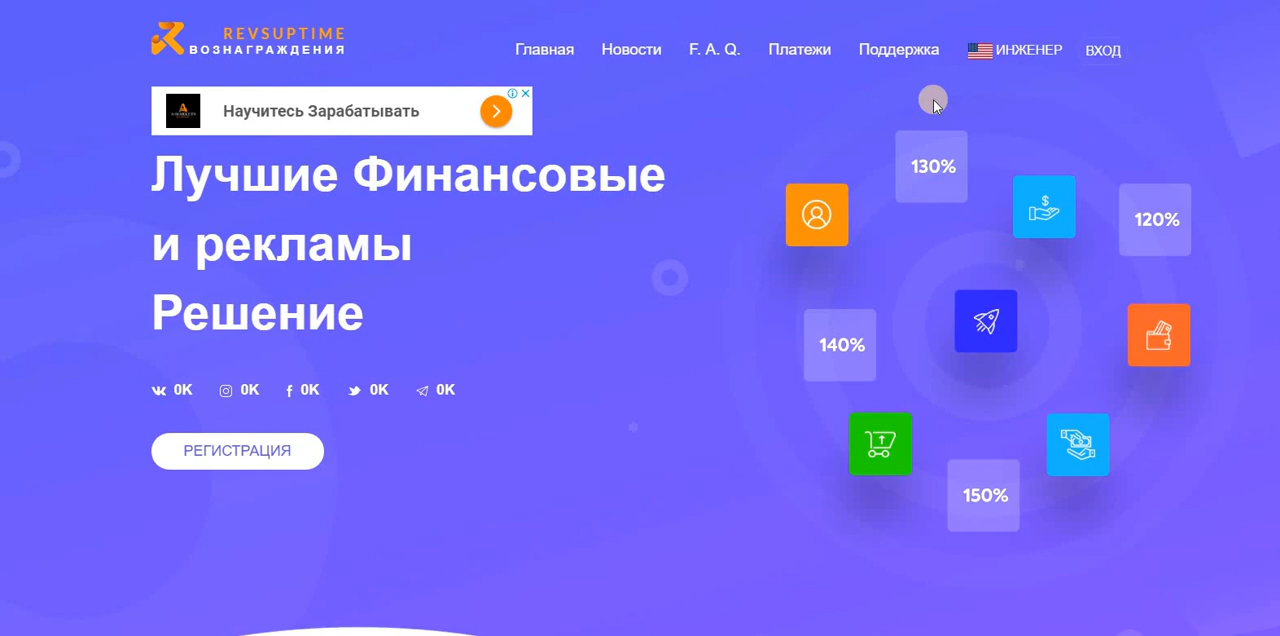 REVSUPTIME
ВОЗНАГРАЖДЕНИЯ
Главная
Новости
F. A. Q.
Платежи
Поддержка
ИНЖЕНЕР
ВХОД
Научитесь Зарабатывать
Лучшие Финансовые
и рекламы
Решение
0K
0K
0K
0K
0K
РЕГИСТРАЦИЯ
130%
120%
140%
150%